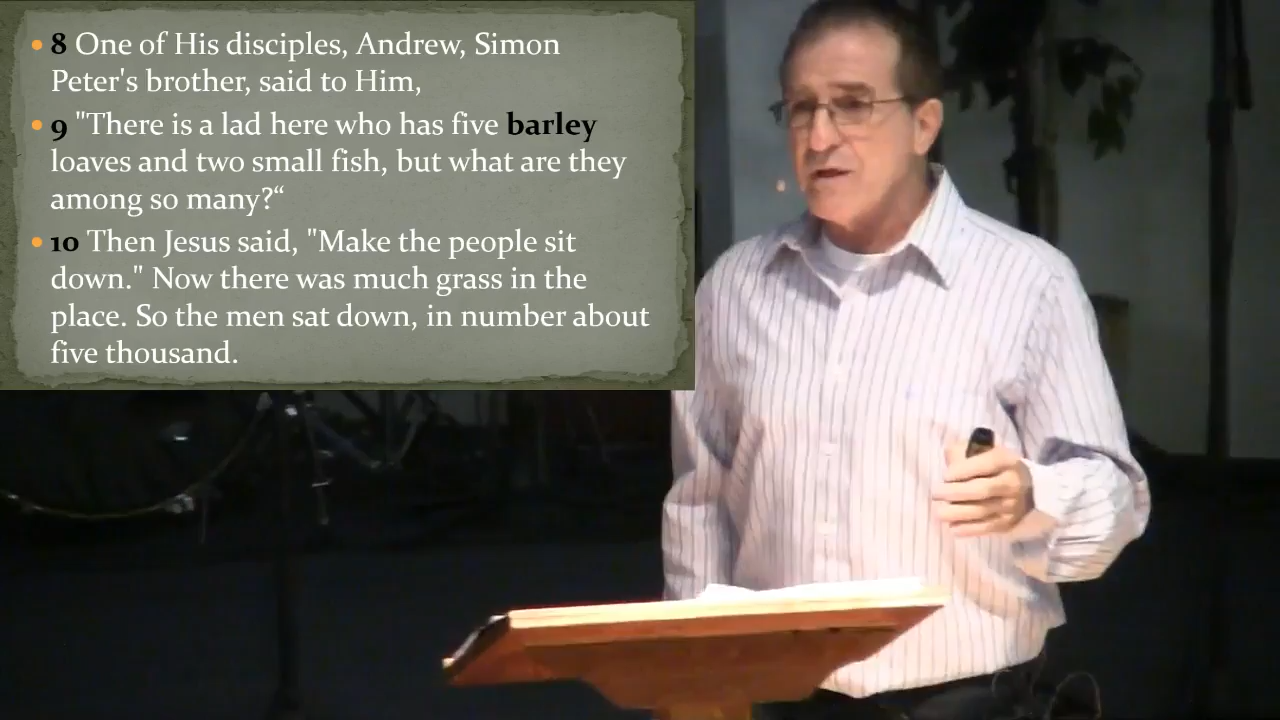 • 8 One of His disciples, Andrew, Simon
Peter's brother, said to Him,
• 9 "There is a lad here who has five barley
loaves and two small fish, but what are they
among so many?“
• 10 Then Jesus said, "Make the people sit
down." Now there was much grass in the
place. So the men sat down, in number about
five thousand.